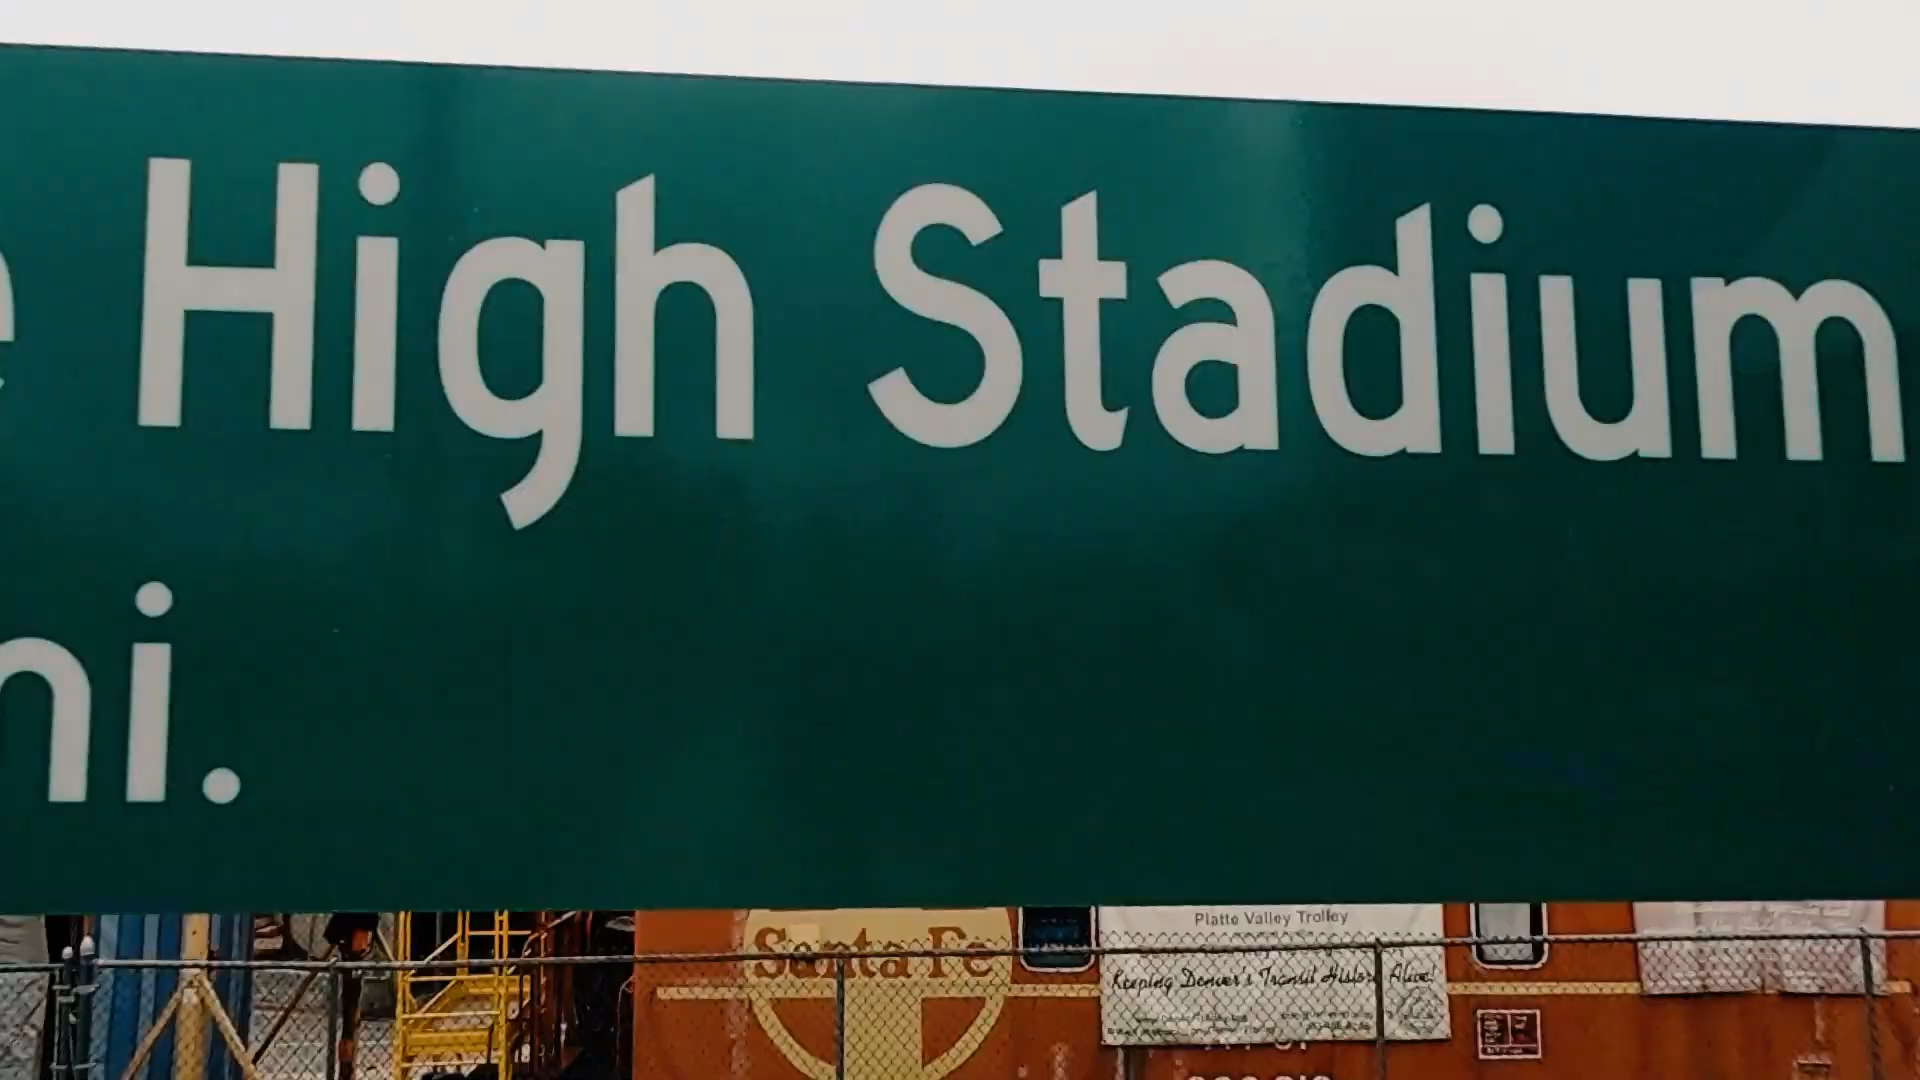 e High Stadium
mi.
Santa Fe
Platte Valley Trolley
Keeping Denver's Transit History Alive!